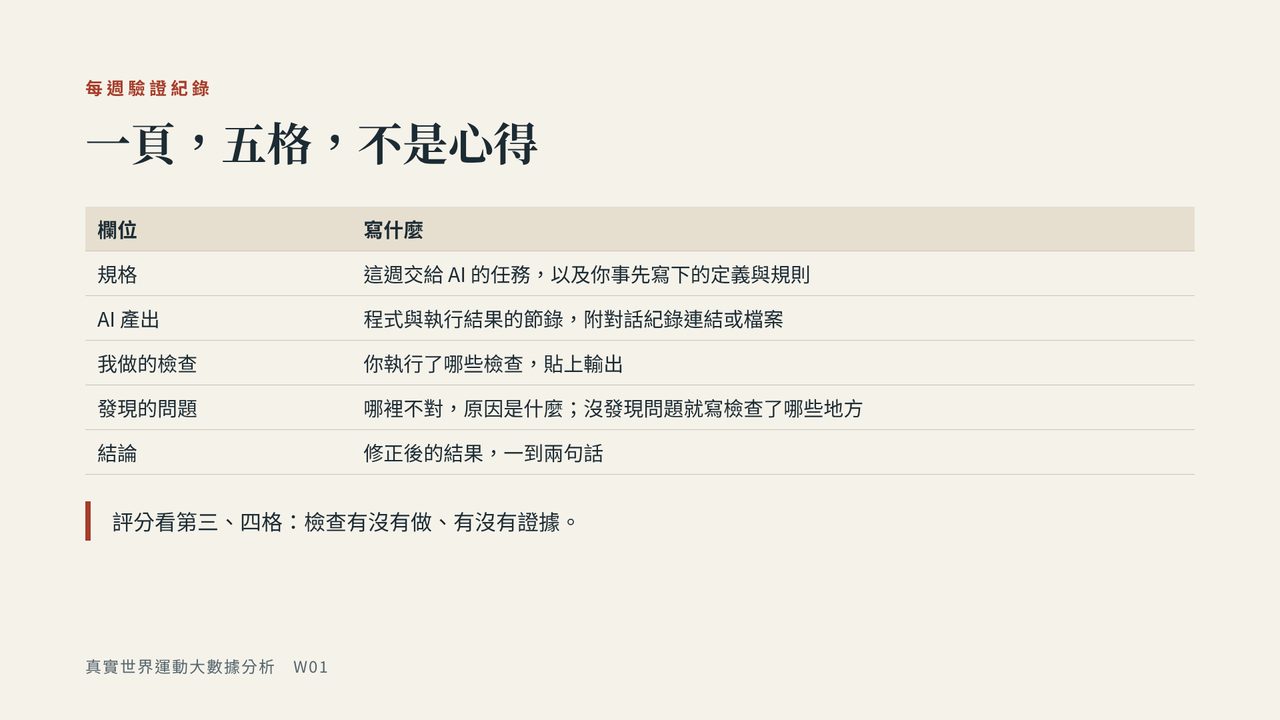 每週驗證紀錄
一頁，五格，不是心得
欄位 寫什麼
規格 這週交給 AI 的任務，以及你事先寫下的定義與規則
AI 產出 程式與執行結果的節錄，附對話紀錄連結或檔案
我做的檢查 你執行了哪些檢查，貼上輸出
發現的問題 哪裡不對，原因是什麼；沒發現問題就寫檢查了哪些地方
結論 修正後的結果，一到兩句話
評分看第三、四格：檢查有沒有做、有沒有證據。
真實世界運動大數據分析 W01